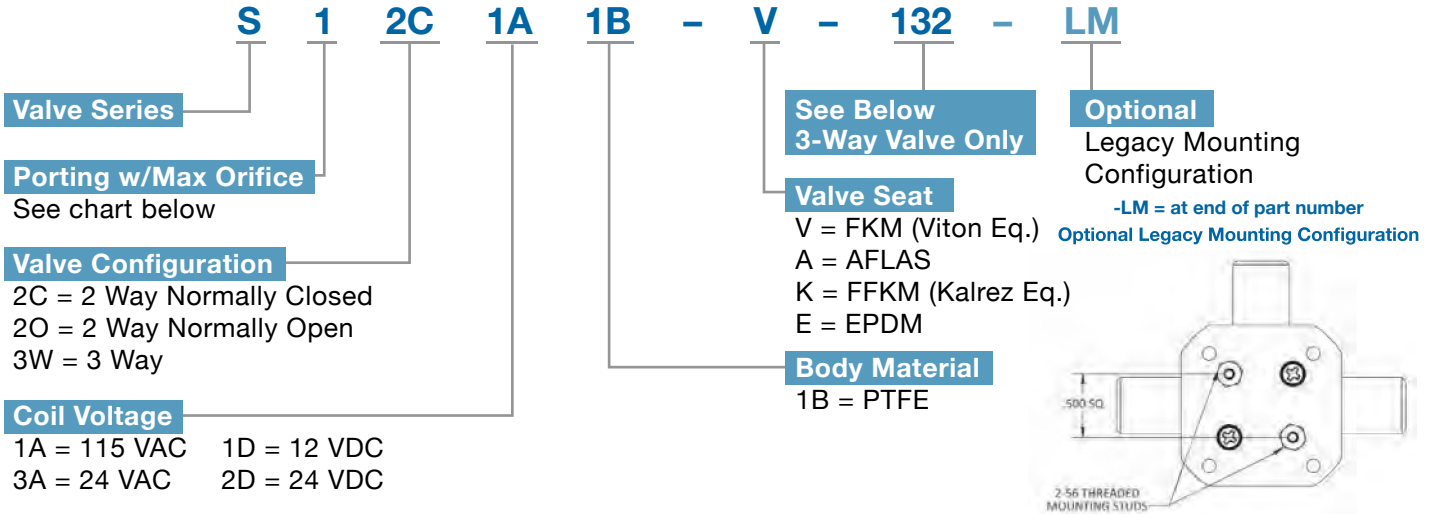 S 1 2C 1A 1B - V - 132 - LM
Valve Series
Porting w/Max Orifice
See chart below
Valve Configuration
2C = 2 Way Normally Closed
2O = 2 Way Normally Open
3W = 3 Way
Coil Voltage
1A = 115 VAC 1D = 12 VDC
3A = 24 VAC 2D = 24 VDC
See Below
3-Way Valve Only
Valve Seat
V = FKM (Viton Eq.)
A = AFLAS
K = FFKM (Kalrez Eq.)
E = EPDM
Body Material
1B = PTFE
Optional
Legacy Mounting
Configuration
-LM = at end of part number
Optional Legacy Mounting Configuration
.500 SQ.
2-56 THREADED
MOUNTING STUDS